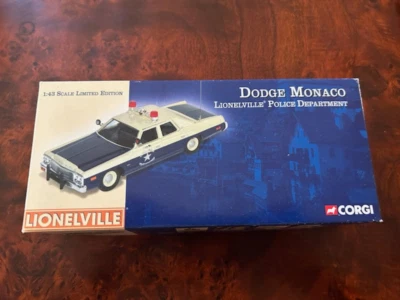 1:43 Scale Limited Edition
Dodge Monaco
Lionelville® Police Department
LIONELVILLE
CORGI